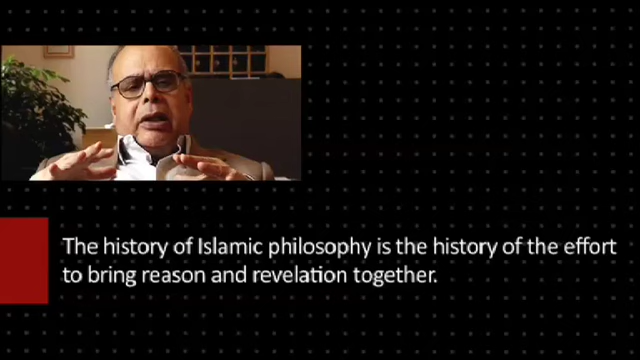 The history of Islamic philosophy is the history of the effort
to bring reason and revelation together.